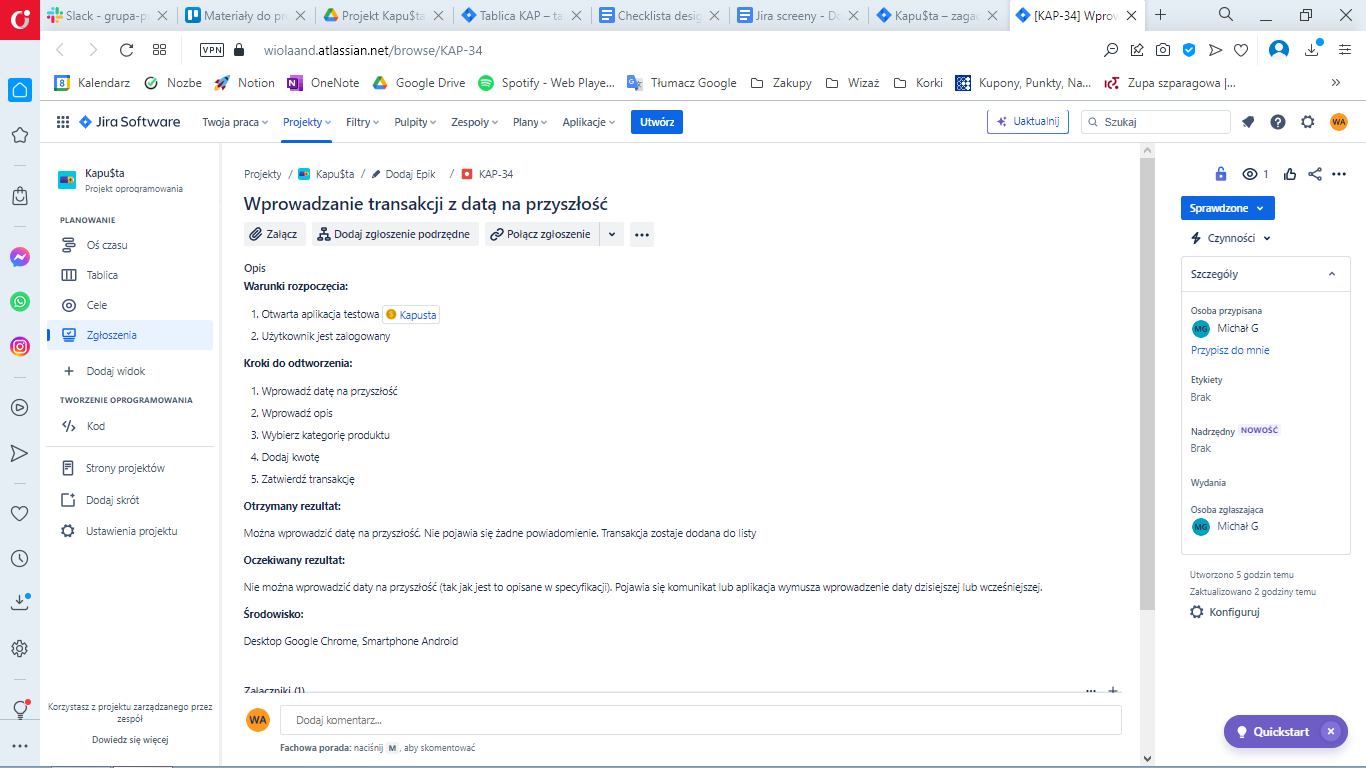 Slack - grupa-p
Materiały do pr
Projekt Kapu$ta
Tablica KAP – ta
Checklista desig
Jira screeny - Do
Kapu$ta – zaga
[KAP-34] Wprow
VPN
wiolaand.atlassian.net/browse/KAP-34
8 Kalendarz
Nozbe
Notion
N OneNote
Google Drive
Spotify - Web Playe...
Tłumacz Google
Zakupy
Wizaż
Korki
Kupony, Punkty, Na...
Zupa szparagowa |...
Jira Software
Twoja praca
Projekty
Filtry
Pulpity
Zespoły
Plany
Aplikacje
Utwórz
Uaktualnij
Szukaj
WA
Kapu$ta
Projekt oprogramowania
PLANOWANIE
Oś czasu
Tablica
Cele
Zgłoszenia
Dodaj widok
TWORZENIE OPROGRAMOWANIA
Kod
Strony projektów
Dodaj skrót
Ustawienia projektu
Korzystasz z projektu zarządzanego przez
zespół
Dowiedz się więcej
Projekty / Kapu$ta / Dodaj Epik / KAP-34
Wprowadzanie transakcji z datą na przyszłość
Załącz
Dodaj zgłoszenie podrzędne
Połącz zgłoszenie
Opis
Warunki rozpoczęcia:
1. Otwarta aplikacja testowa Kapusta
2. Użytkownik jest zalogowany
Kroki do odtworzenia:
1. Wprowadź datę na przyszłość
2. Wprowadź opis
3. Wybierz kategorię produktu
4. Dodaj kwotę
5. Zatwierdź transakcję
Otrzymany rezultat:
Można wprowadzić datę na przyszłość. Nie pojawia się żadne powiadomienie. Transakcja zostaje dodana do listy
Oczekiwany rezultat:
Nie można wprowadzić daty na przyszłość (tak jak jest to opisane w specyfikacji). Pojawia się komunikat lub aplikacja wymusza wprowadzenie daty dzisiejszej lub wcześniejszej.
Środowisko:
Desktop Google Chrome, Smartphone Android
Załączniki (1)
WA
Dodaj komentarz...
Fachowa porada: naciśnij M , aby skomentować
1
Sprawdzone
Czynności
Szczegóły
Osoba przypisana
MG Michał G
Przypisz do mnie
Etykiety
Brak
Nadrzędny NOWOŚĆ
Brak
Wydania
Osoba zgłaszająca
MG Michał G
Utworzono 5 godzin temu
Zaktualizowano 2 godziny temu
Konfiguruj
Quickstart